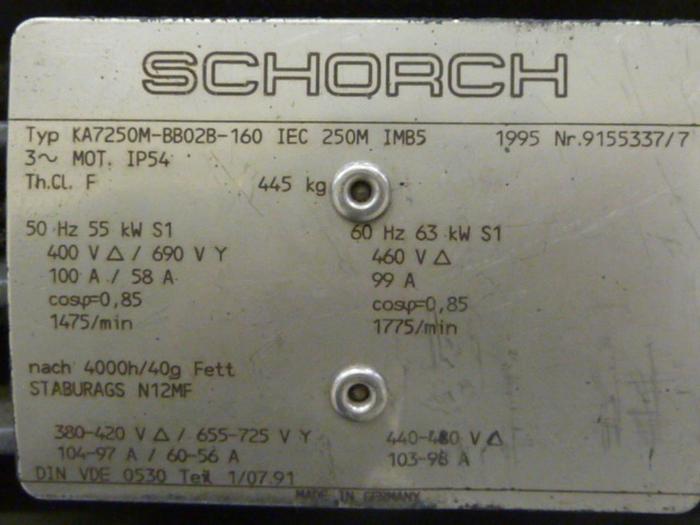 SCHORCH
Typ KA7250M-BB02B-160 IEC 250M IMB5 1995 Nr.9155337/7
3~ MOT. IP54
Th.Cl. F 445 kg
50 Hz 55 kW S1 60 Hz 63 kW S1
400 V Δ / 690 V Y 460 V Δ
100 A / 58 A 99 A
cosφ=0,85 cosφ=0,85
1475/min 1775/min
nach 4000h/40g Fett
STABURAGS N12MF
380-420 V Δ / 655-725 V Y 440-480 V Δ
104-97 A / 60-56 A 103-98 A
DIN VDE 0530 Teil 1/07.91
MADE IN GERMANY